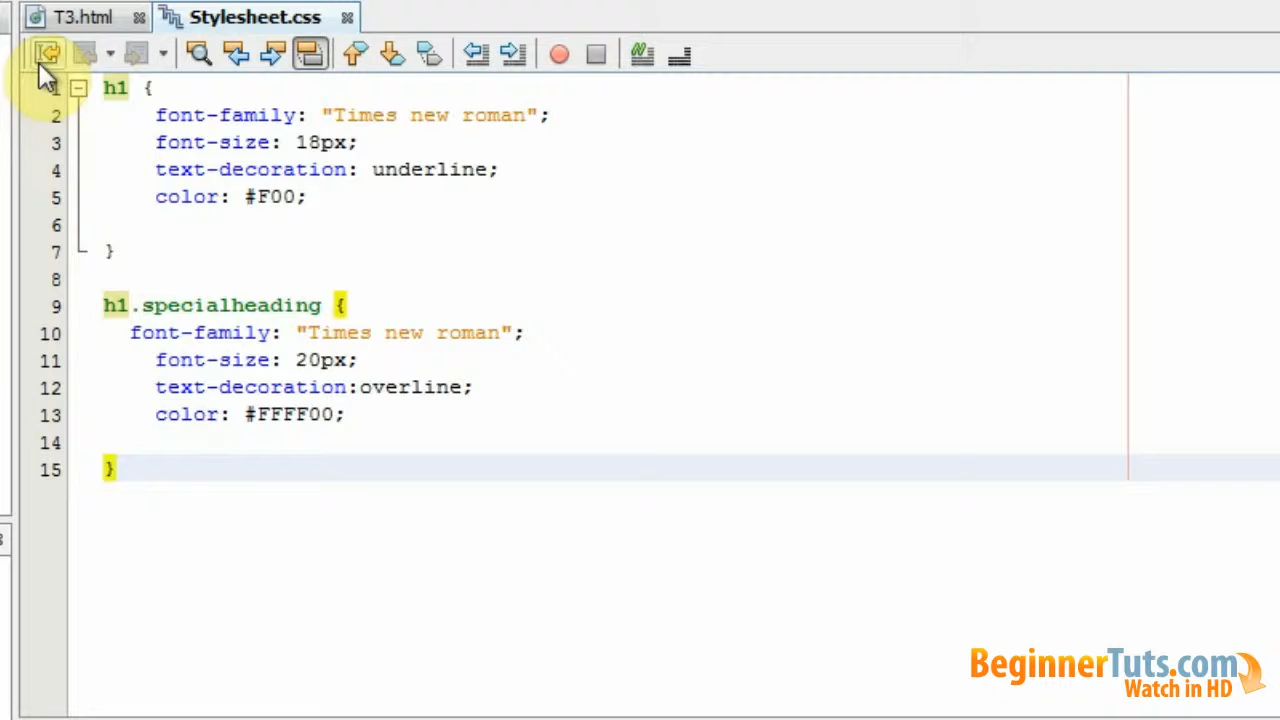 T3.html
Stylesheet.css
1 h1 {
2 font-family: "Times new roman";
3 font-size: 18px;
4 text-decoration: underline;
5 color: #F00;
6
7 }
8
9 h1.specialheading {
10 font-family: "Times new roman";
11 font-size: 20px;
12 text-decoration:overline;
13 color: #FFFF00;
14
15 }
BeginnerTuts.com
Watch in HD